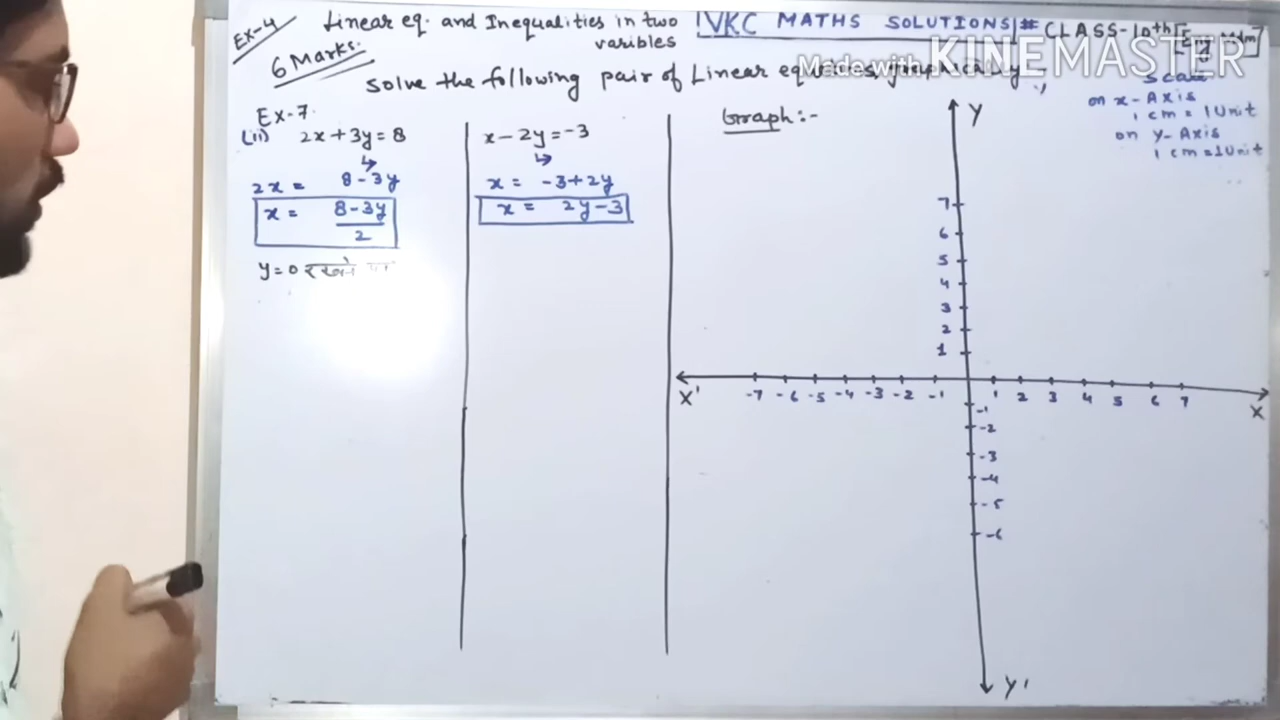 Ex-4
Linear eq. and Inequalities in two
varibles
VKC MATHS SOLUTIONS # CLASS-10th
Made with KINEMASTER
6 Marks.
Solve the following pair of Linear
Scale
on x-Axis
1 cm = 1 Unit
on y-Axis
1 cm = 1 Unit
Ex-7.
(ii) 2x + 3y = 8
2x = 8-3y
x = 8-3y
2
y = 0 रखने
x - 2y = -3
x = -3+2y
x = 2y-3
Graph:-
Y
7
6
5
4
3
2
1
X' -7 -6 -5 -4 -3 -2 -1 1 2 3 4 5 6 7 X
-1
-2
-3
-4
-5
-6
Y'